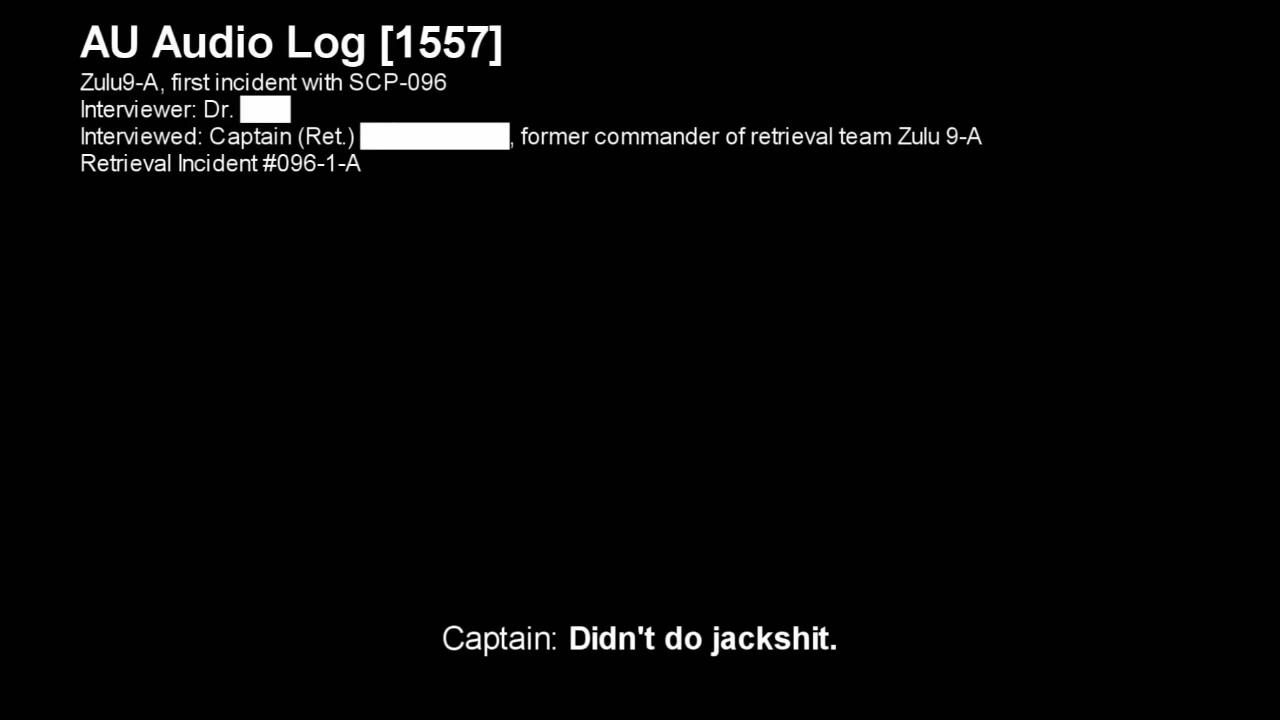 AU Audio Log [1557]
Zulu9-A, first incident with SCP-096
Interviewer: Dr.
Interviewed: Captain (Ret.) , former commander of retrieval team Zulu 9-A
Retrieval Incident #096-1-A
Captain: Didn't do jackshit.